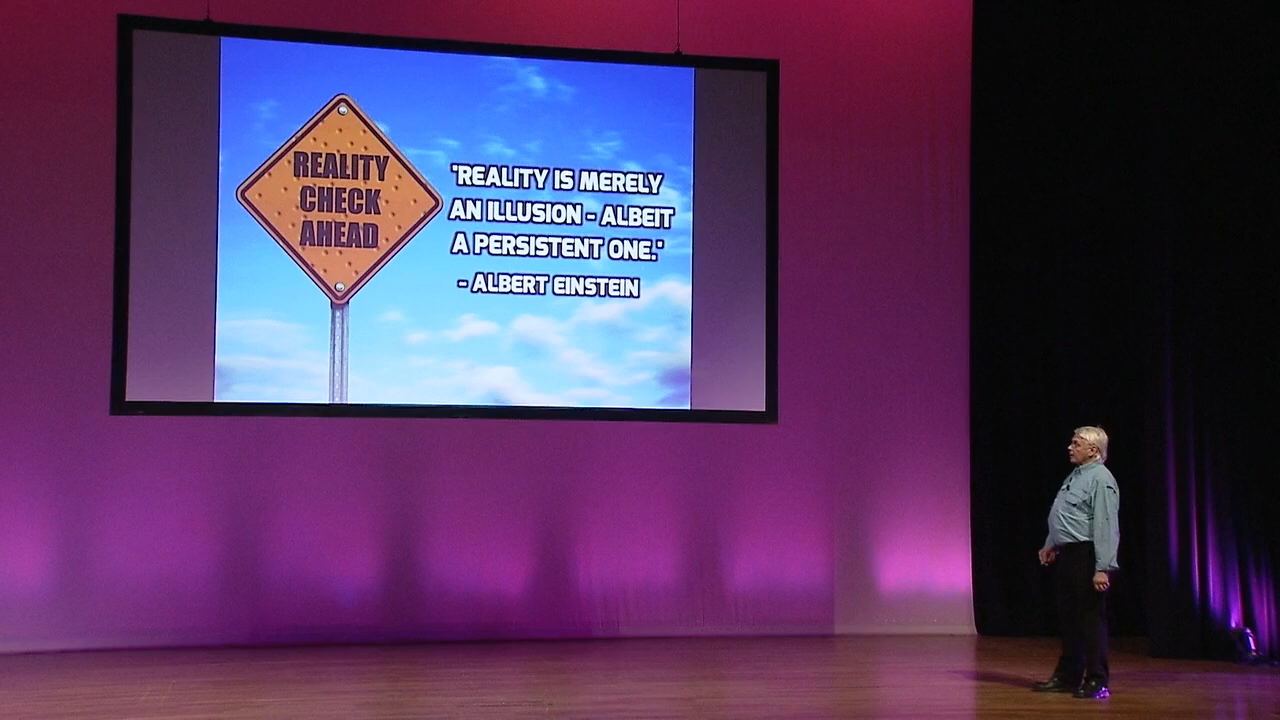 REALITY
CHECK
AHEAD
"REALITY IS MERELY
AN ILLUSION - ALBEIT
A PERSISTENT ONE."
- ALBERT EINSTEIN